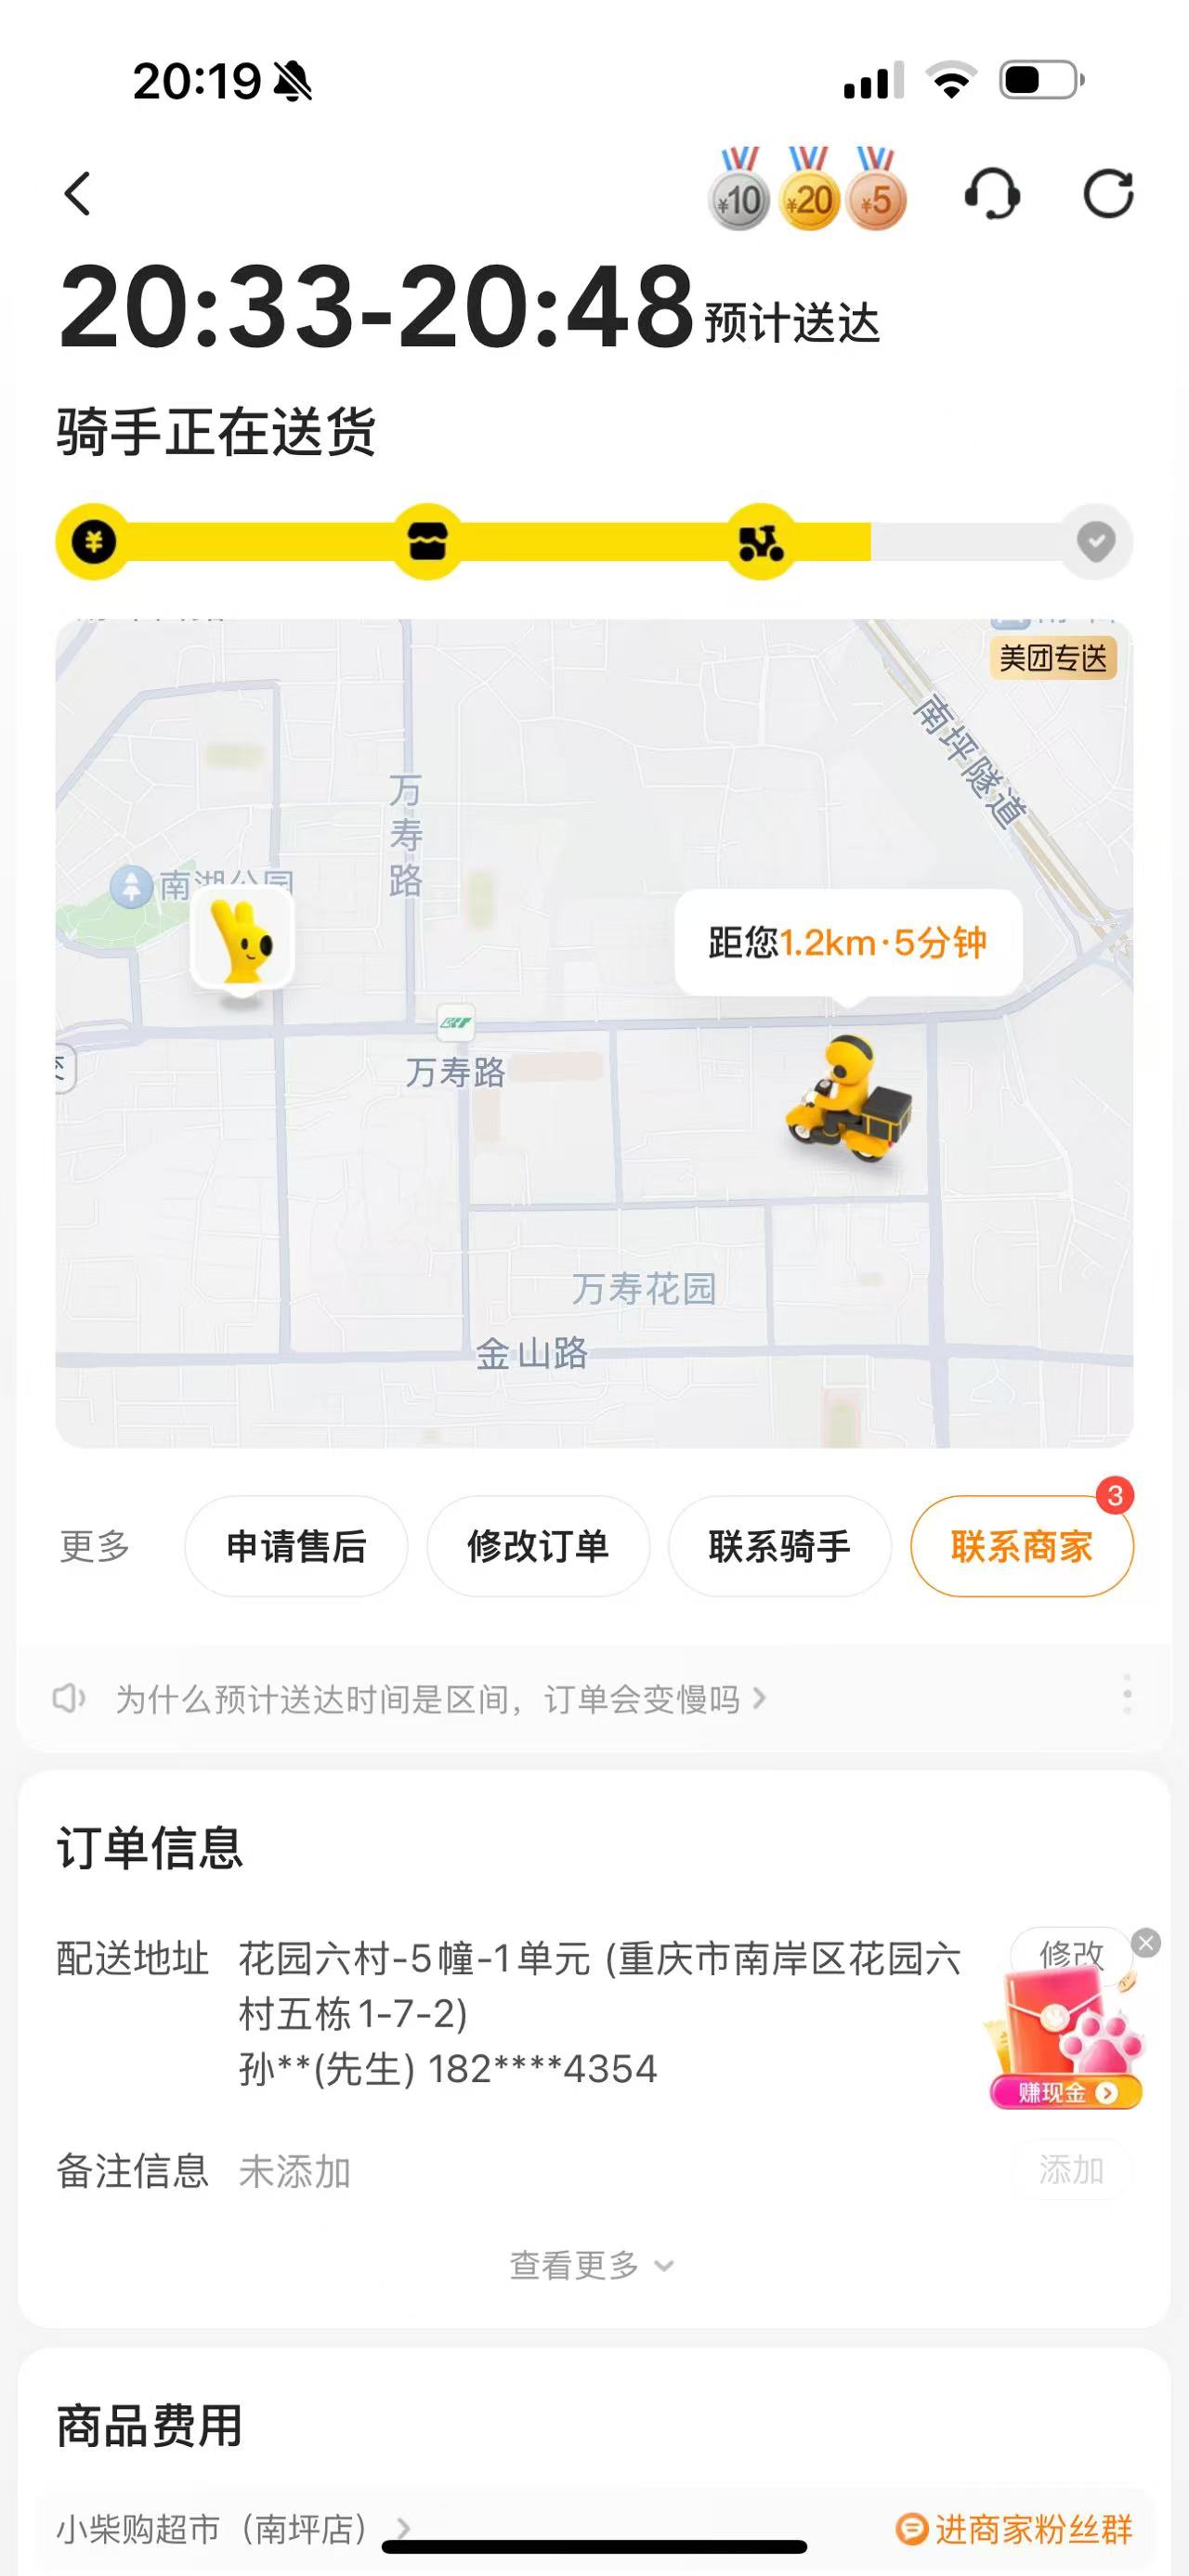 20:19
¥10 ¥20 ¥5
20:33-20:48预计送达
骑手正在送货
¥
美团专送
南坪隧道
万寿路
南湖公园
距您1.2km·5分钟
万寿路
万寿花园
金山路
更多
申请售后
修改订单
联系骑手
联系商家
3
为什么预计送达时间是区间，订单会变慢吗
订单信息
配送地址 花园六村-5幢-1单元 (重庆市南岸区花园六
村五栋1-7-2)
孙**(先生) 182****4354
修改
赚现金
备注信息 未添加
添加
查看更多
商品费用
小柴购超市（南坪店）
进商家粉丝群